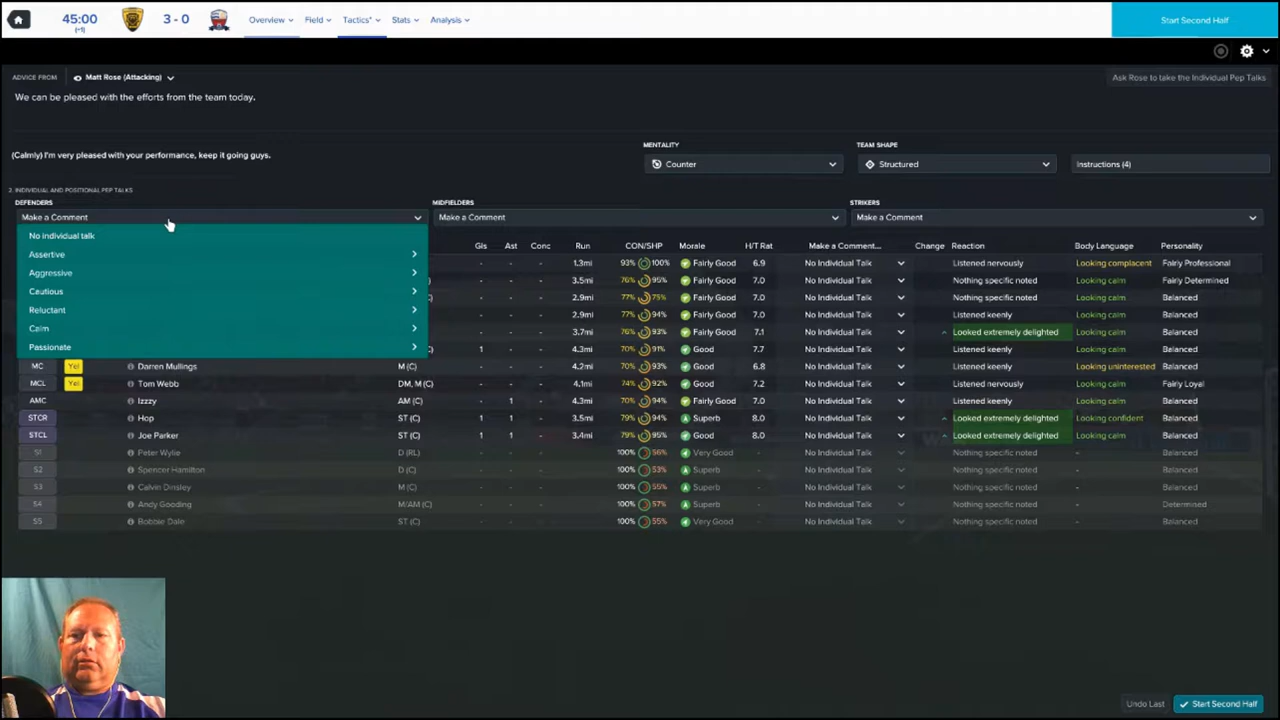 45:00
(+1)
3 - 0
Overview
Field
Tactics*
Stats
Analysis
Start Second Half
ADVICE FROM
Matt Rose (Attacking)
Ask Rose to take the Individual Pep Talks
We can be pleased with the efforts from the team today.
(Calmly) I'm very pleased with your performance, keep it going guys.
MENTALITY
Counter
TEAM SHAPE
Structured
Instructions (4)
2. INDIVIDUAL AND POSITIONAL PEP TALKS
DEFENDERS
Make a Comment
MIDFIELDERS
Make a Comment
STRIKERS
Make a Comment
No individual talk
Assertive
Aggressive
Cautious
Reluctant
Calm
Passionate
Gls Ast Conc Run CON/SHP Morale H/T Rat Make a Comment... Change Reaction Body Language Personality
- - - 1.3mi 93% 100% Fairly Good 6.9 No Individual Talk Listened nervously Looking complacent Fairly Professional
- - - 3.5mi 76% 95% Fairly Good 7.0 No Individual Talk Nothing specific noted Looking calm Fairly Determined
- - - 2.9mi 77% 75% Fairly Good 7.0 No Individual Talk Nothing specific noted Looking calm Balanced
- - - 2.9mi 77% 94% Fairly Good 7.0 No Individual Talk Listened keenly Looking calm Balanced
- - - 3.7mi 76% 93% Fairly Good 7.1 No Individual Talk Looked extremely delighted Looking calm Balanced
1 - - 4.3mi 70% 91% Good 7.7 No Individual Talk Listened keenly Looking calm Balanced
MC Yel Darren Mullings M (C) - - - 4.2mi 70% 93% Good 6.8 No Individual Talk Listened keenly Looking uninterested Balanced
MCL Yel Tom Webb DM, M (C) - - - 4.1mi 74% 92% Good 7.2 No Individual Talk Listened nervously Looking calm Fairly Loyal
AMC Izzzy AM (C) - 1 - 4.3mi 70% 94% Fairly Good 7.0 No Individual Talk Listened keenly Looking calm Balanced
STCR Hop ST (C) 1 1 - 3.5mi 79% 94% Superb 8.0 No Individual Talk Looked extremely delighted Looking confident Balanced
STCL Joe Parker ST (C) 1 1 - 3.4mi 79% 95% Good 8.0 No Individual Talk Looked extremely delighted Looking calm Balanced
S1 Peter Wylie D (RL) - - - 100% 56% Very Good - No Individual Talk Nothing specific noted - Balanced
S2 Spencer Hamilton D (C) - - - 100% 53% Superb - No Individual Talk Nothing specific noted - Balanced
S3 Calvin Dinsley M (C) - - - 100% 55% Superb - No Individual Talk Nothing specific noted - Balanced
S4 Andy Gooding M/AM (C) - - - 100% 57% Superb - No Individual Talk Nothing specific noted - Determined
S5 Bobbie Dale ST (C) - - - 100% 55% Very Good - No Individual Talk Nothing specific noted - Balanced
Undo Last
Start Second Half